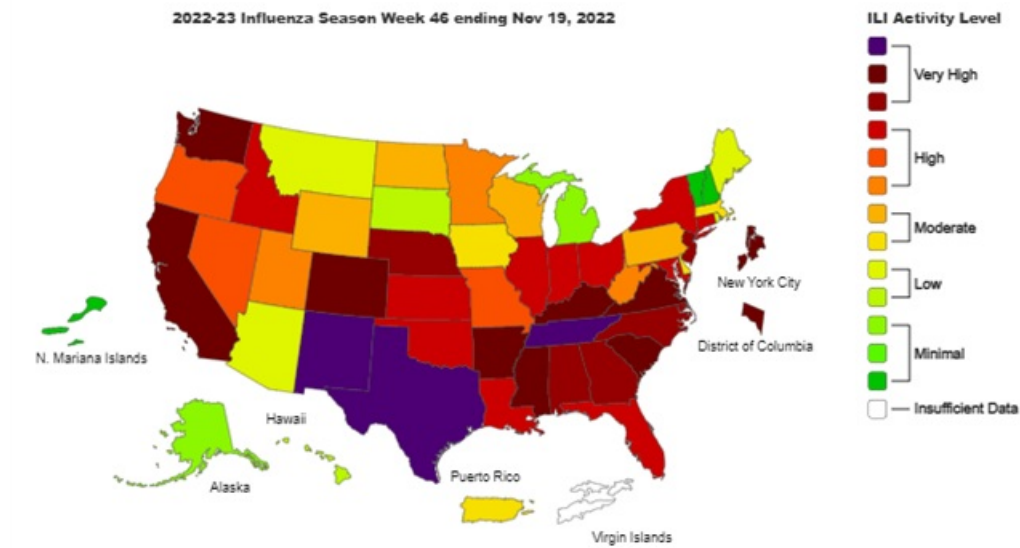 2022-23 Influenza Season Week 46 ending Nov 19, 2022
ILI Activity Level
Very High
High
Moderate
Low
Minimal
Insufficient Data
New York City
District of Columbia
N. Mariana Islands
Hawaii
Alaska
Puerto Rico
Virgin Islands